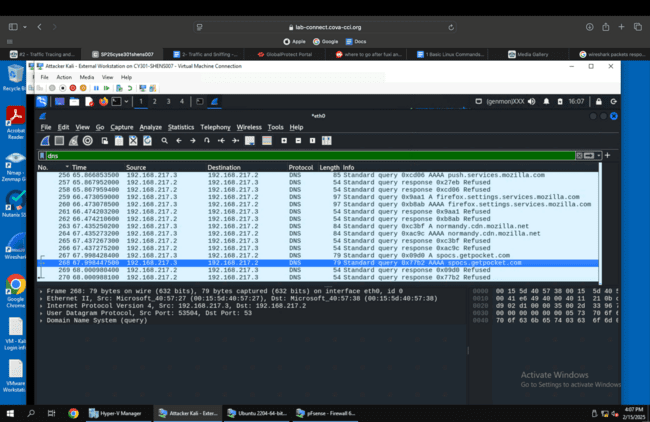 lab-connect.cova-cci.org
Apple Google Docs
#2 - Traffic Tracing and... SP25cyse301shens007 2- Traffic and Sniffing -... GlobalProtect Portal where to go after fuel an... 1 Basic Linux Commands... Media Gallery wireshark packets respo...
Attacker Kali - External Workstation on CY301-SHENS007 - Virtual Machine Connection
File Action Media View Help
1 2 3 4
(genmon)XXX 16:07
*eth0
File Edit View Go Capture Analyze Statistics Telephony Wireless Tools Help
dns
No. Time Source Destination Protocol Length Info
256 65.866853500 192.168.217.3 192.168.217.2 DNS 85 Standard query 0xcd06 AAAA push.services.mozilla.com
257 65.867952000 192.168.217.2 192.168.217.3 DNS 54 Standard query response 0x27eb Refused
258 65.867959400 192.168.217.2 192.168.217.3 DNS 54 Standard query response 0xcd06 Refused
259 66.473059000 192.168.217.3 192.168.217.2 DNS 97 Standard query 0x9aa1 A firefox.settings.services.mozilla.com
260 66.473078500 192.168.217.3 192.168.217.2 DNS 97 Standard query 0xb8ab AAAA firefox.settings.services.mozilla.com
261 66.474203200 192.168.217.2 192.168.217.3 DNS 54 Standard query response 0x9aa1 Refused
262 66.474210600 192.168.217.2 192.168.217.3 DNS 54 Standard query response 0xb8ab Refused
263 67.435250200 192.168.217.3 192.168.217.2 DNS 84 Standard query 0xc3bf A normandy.cdn.mozilla.net
264 67.435273200 192.168.217.3 192.168.217.2 DNS 84 Standard query 0xac9c AAAA normandy.cdn.mozilla.net
265 67.437267300 192.168.217.2 192.168.217.3 DNS 54 Standard query response 0xc3bf Refused
266 67.437275200 192.168.217.2 192.168.217.3 DNS 54 Standard query response 0xac9c Refused
267 67.998428400 192.168.217.3 192.168.217.2 DNS 79 Standard query 0x09d0 A spocs.getpocket.com
268 67.998447500 192.168.217.3 192.168.217.2 DNS 79 Standard query 0x77b2 AAAA spocs.getpocket.com
269 68.000980400 192.168.217.2 192.168.217.3 DNS 54 Standard query response 0x09d0 Refused
270 68.000988100 192.168.217.2 192.168.217.3 DNS 54 Standard query response 0x77b2 Refused
Frame 268: 79 bytes on wire (632 bits), 79 bytes captured (632 bits) on interface eth0, id 0
Ethernet II, Src: Microsoft_40:57:27 (00:15:5d:40:57:27), Dst: Microsoft_40:57:38 (00:15:5d:40:57:38)
Internet Protocol Version 4, Src: 192.168.217.3, Dst: 192.168.217.2
User Datagram Protocol, Src Port: 53504, Dst Port: 53
Domain Name System (query)
0000 00 15 5d 40 57 38 00 15 5d 40 5
0010 00 41 e6 49 40 00 40 11 21 0b c
0020 d9 02 d1 00 00 35 00 2d 33 96 7
0030 00 00 00 00 00 00 05 73 70 6f 6
0040 70 6f 63 6b 65 74 03 63 6f 6d 0
Recycle B
Acrobat
Reader
Nmap -
Zenmap G
Nutanix SS
Wireshark
Google
Chrome
VM - Kali
Login info
VMware
Workstati...
Activate Windows
Go to Settings to activate Windows
Hyper-V Manager Attacker Kali - Exter... Ubuntu 2204-64-bit... pfSense - Firewall 6...
4:07 PM
2/15/2025